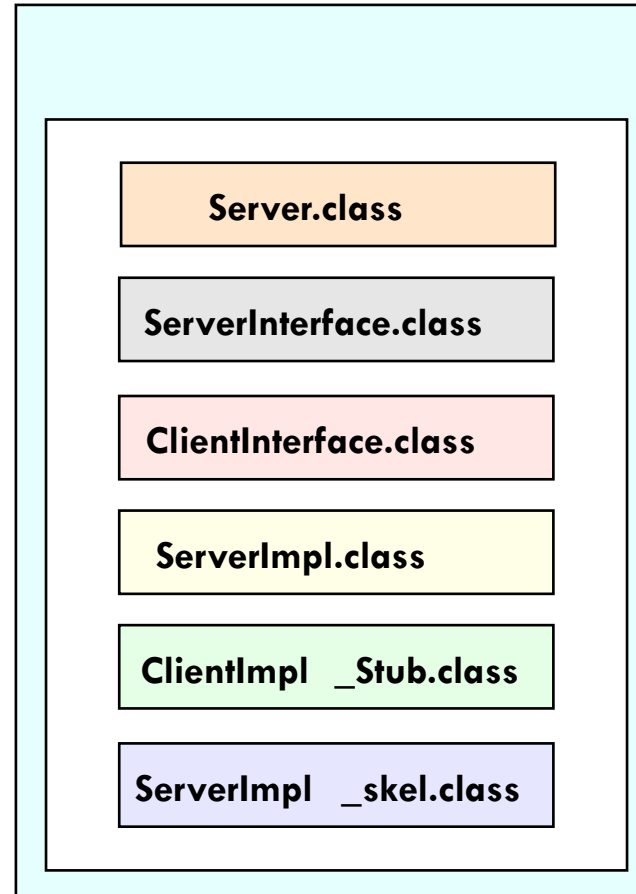 Server.class
ServerInterface.class
ClientInterface.class
ServerImpl.class
ClientImpl _Stub.class
ServerImpl _skel.class